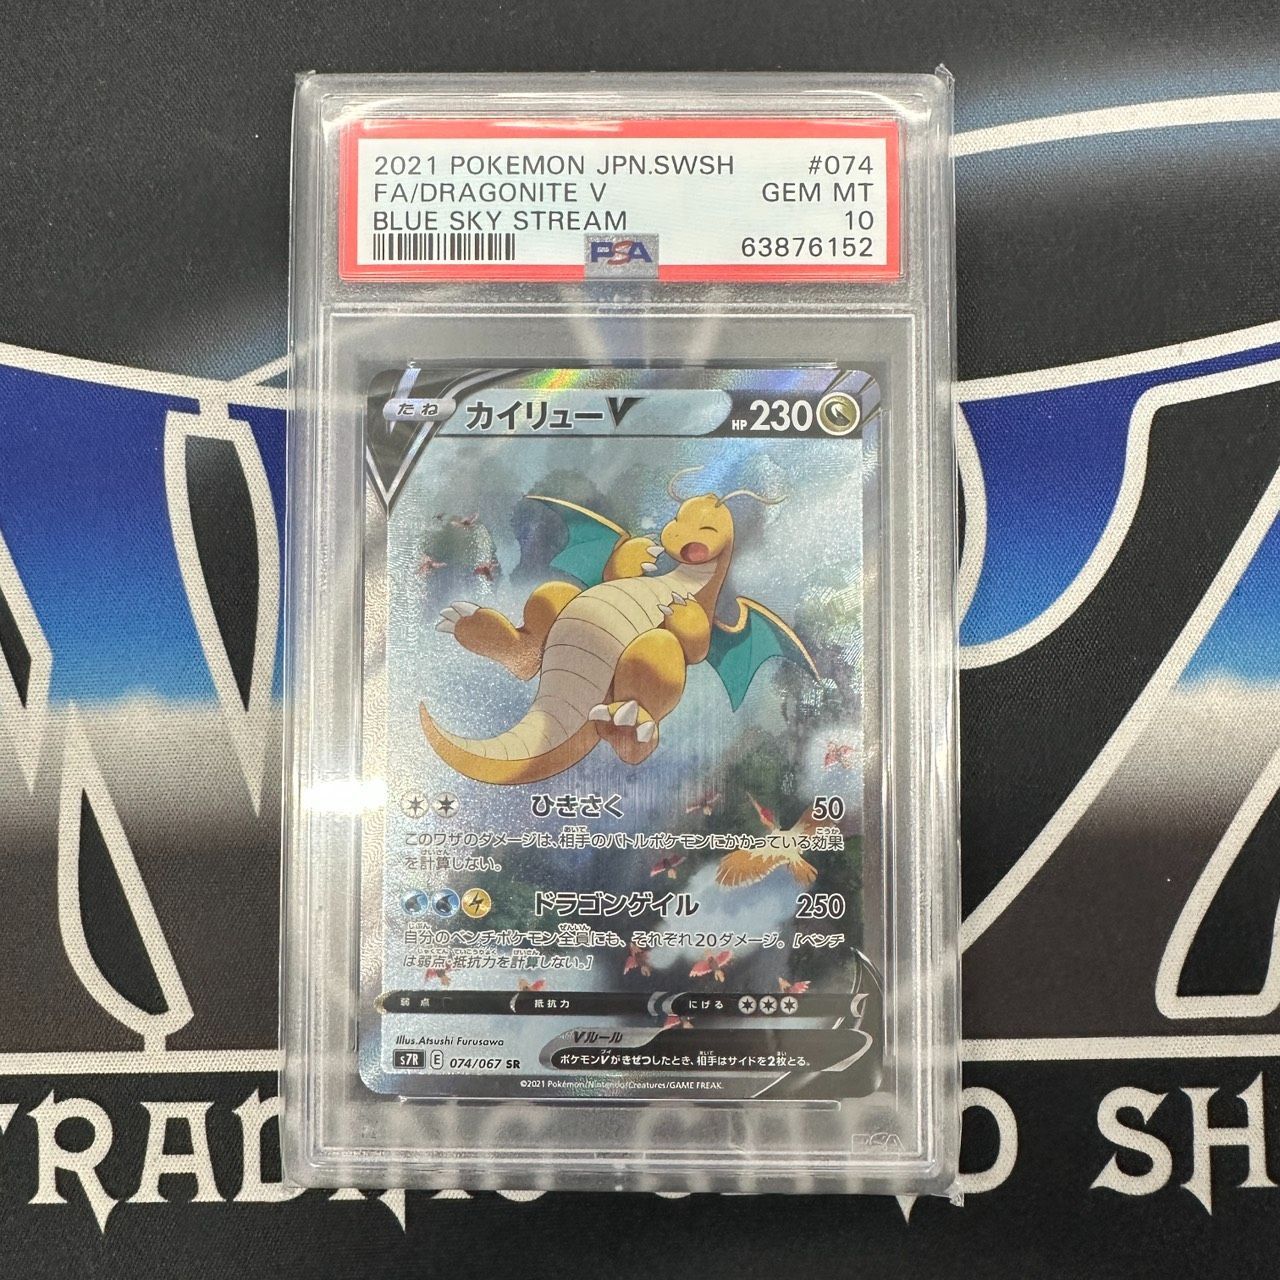 2021 POKEMON JPN.SWSH #074
FA/DRAGONITE V GEM MT
BLUE SKY STREAM 10
PSA 63876152
たね カイリューV HP230
ひきさく 50
このワザのダメージは、相手のバトルポケモンにかかっている効果
を計算しない。
ドラゴンゲイル 250
自分のベンチポケモン全員にも、それぞれ20ダメージ。[ベンチ
は弱点・抵抗力を計算しない。]
弱点 抵抗力 にげる
Illus.Atsushi Furusawa
Vルール
ポケモンVがきぜつしたとき、相手はサイドを2枚とる。
s7R E 074/067 SR
©2021 Pokémon/Nintendo/Creatures/GAME FREAK.
PSA